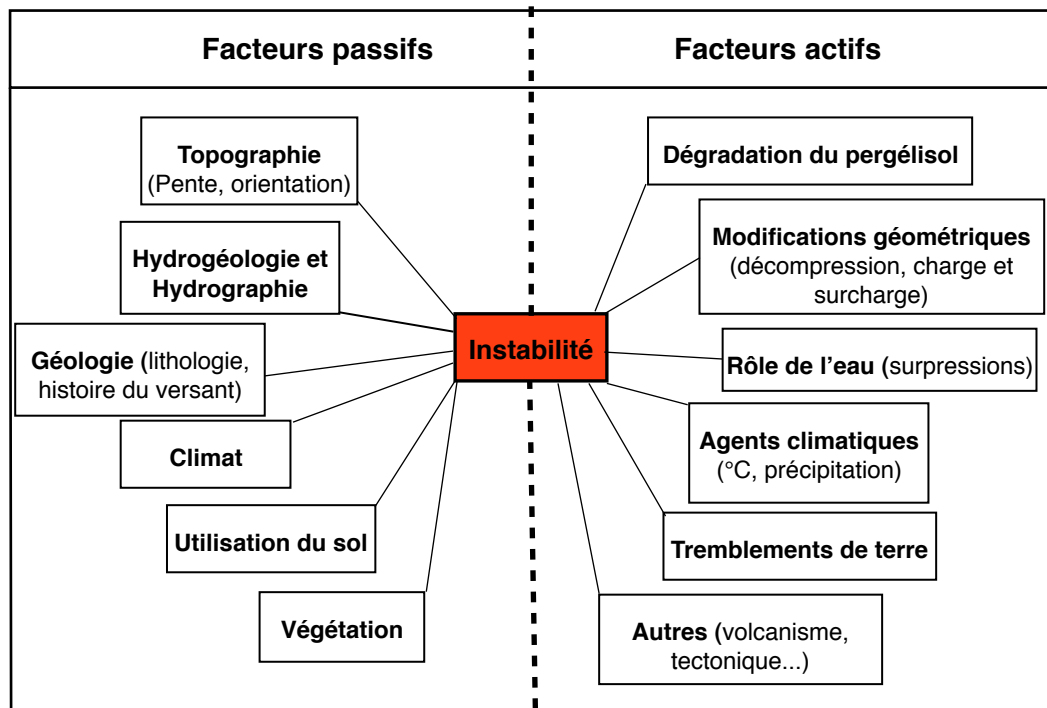 Facteurs passifs
Facteurs actifs
Topographie
(Pente, orientation)
Hydrogéologie et
Hydrographie
Géologie (lithologie,
histoire du versant)
Climat
Utilisation du sol
Végétation
Instabilité
Dégradation du pergélisol
Modifications géométriques
(décompression, charge et
surcharge)
Rôle de l'eau (surpressions)
Agents climatiques
(°C, précipitation)
Tremblements de terre
Autres (volcanisme,
tectonique...)